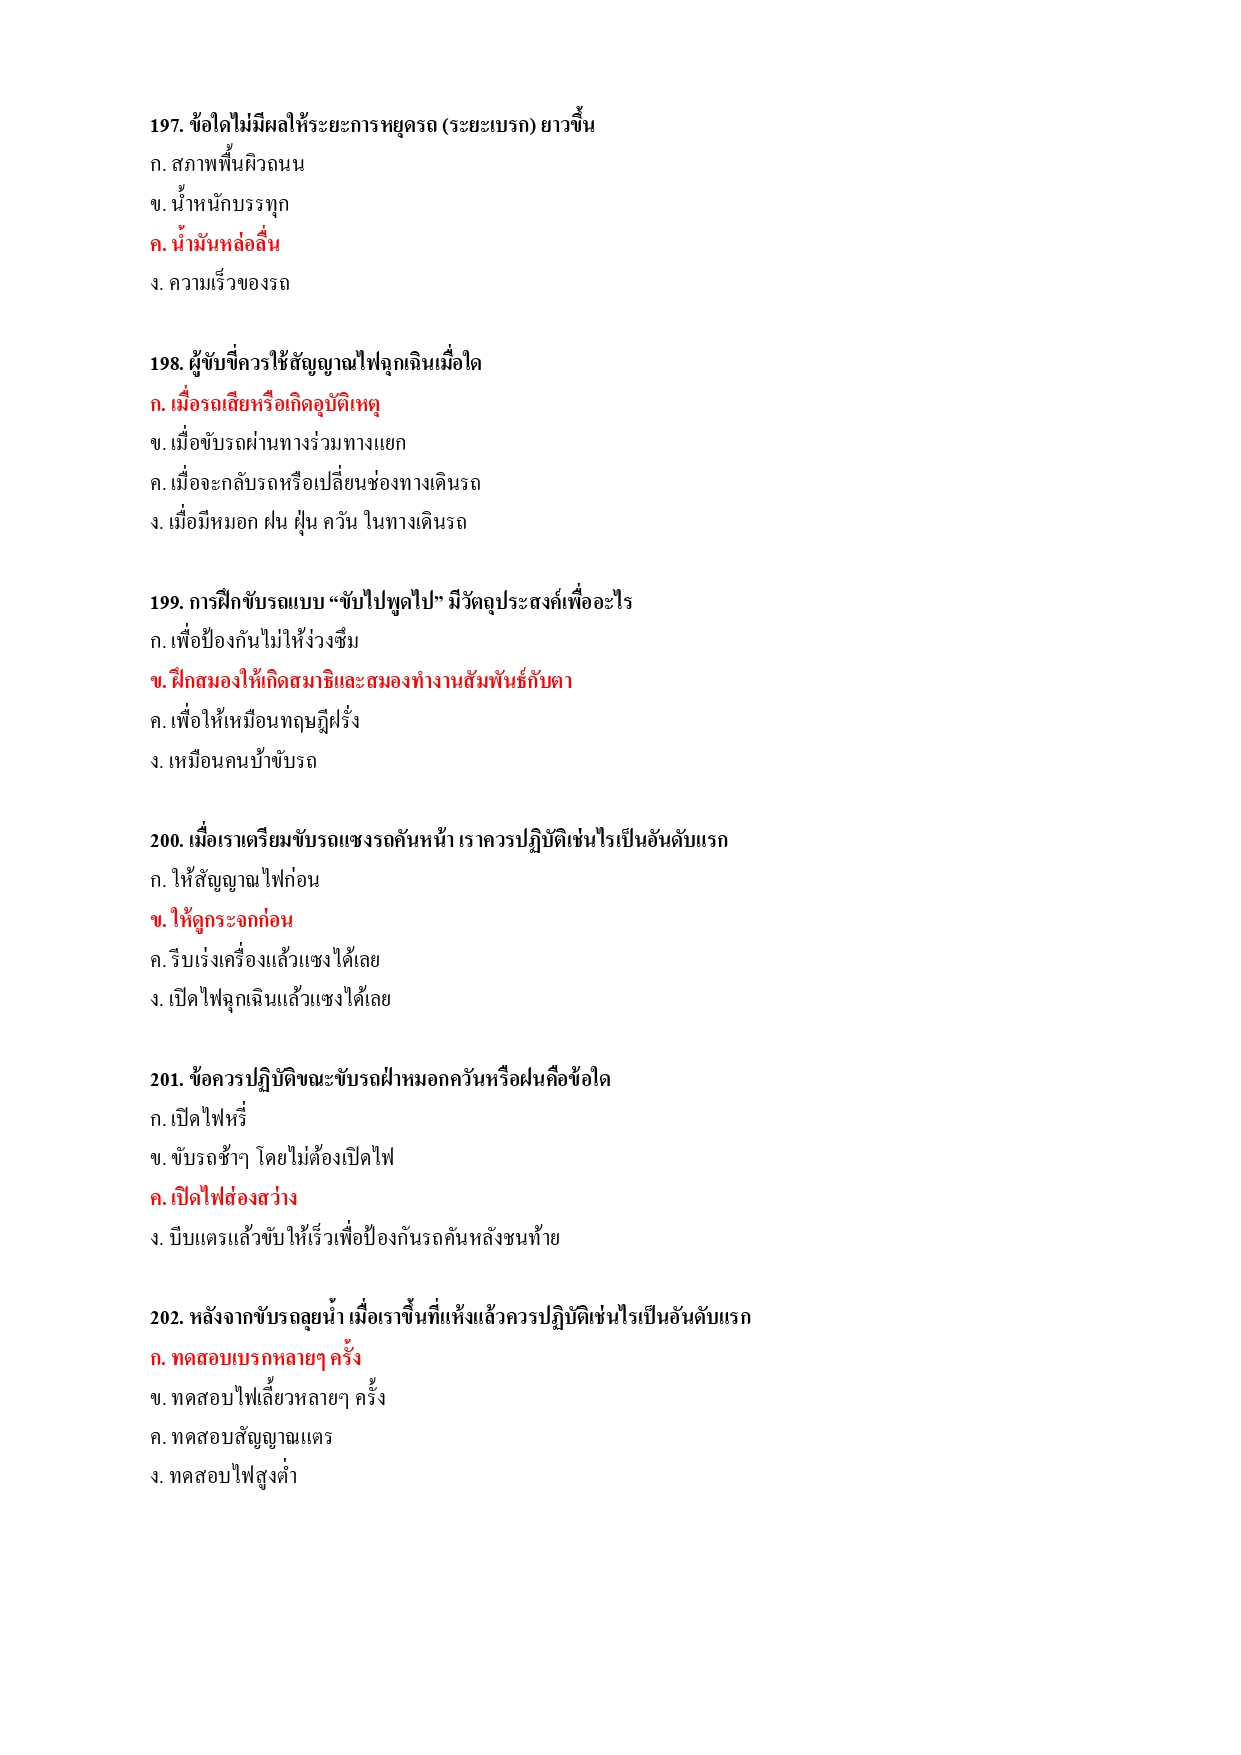 197. ข้อใดไม่มีผลให้ระยะการหยุดรถ (ระยะเบรก) ยาวขึ้น
ก. สภาพพื้นผิวถนน
ข. น้ำหนักบรรทุก
ค. น้ำมันหล่อลื่น
ง. ความเร็วของรถ
198. ผู้ขับขี่ควรใช้สัญญาณไฟฉุกเฉินเมื่อใด
ก. เมื่อรถเสียหรือเกิดอุบัติเหตุ
ข. เมื่อขับรถผ่านทางร่วมทางแยก
ค. เมื่อจะกลับรถหรือเปลี่ยนช่องทางเดินรถ
ง. เมื่อมีหมอก ฝน ฝุ่น ควัน ในทางเดินรถ
199. การฝึกขับรถแบบ “ขับไปพูดไป” มีวัตถุประสงค์เพื่ออะไร
ก. เพื่อป้องกันไม่ให้ง่วงซึม
ข. ฝึกสมองให้เกิดสมาธิและสมองทำงานสัมพันธ์กับตา
ค. เพื่อให้เหมือนทฤษฎีฝรั่ง
ง. เหมือนคนบ้าขับรถ
200. เมื่อเราเตรียมขับรถแซงรถคันหน้า เราควรปฏิบัติเช่นไรเป็นอันดับแรก
ก. ให้สัญญาณไฟก่อน
ข. ให้ดูกระจกก่อน
ค. รีบเร่งเครื่องแล้วแซงได้เลย
ง. เปิดไฟฉุกเฉินแล้วแซงได้เลย
201. ข้อควรปฏิบัติขณะขับรถฝ่าหมอกควันหรือฝนคือข้อใด
ก. เปิดไฟหรี่
ข. ขับรถช้าๆ โดยไม่ต้องเปิดไฟ
ค. เปิดไฟส่องสว่าง
ง. บีบแตรแล้วขับให้เร็วเพื่อป้องกันรถคันหลังชนท้าย
202. หลังจากขับรถลุยน้ำ เมื่อเราขึ้นที่แห้งแล้วควรปฏิบัติเช่นไรเป็นอันดับแรก
ก. ทดสอบเบรกหลายๆ ครั้ง
ข. ทดสอบไฟเลี้ยวหลายๆ ครั้ง
ค. ทดสอบสัญญาณแตร
ง. ทดสอบไฟสูงต่ำ